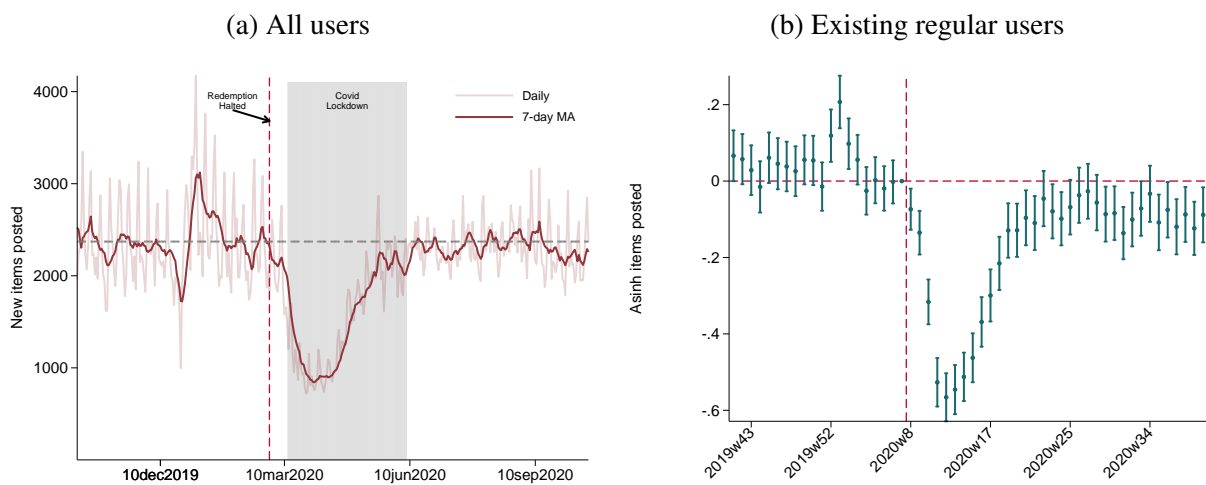 (a) All users
New items posted
4000
3000
2000
1000
Redemption
Halted
Covid
Lockdown
Daily
7-day MA
10dec2019
10mar2020
10jun2020
10sep2020
(b) Existing regular users
Asinh items posted
.2
0
-.2
-.4
-.6
2019w43
2019w52
2020w8
2020w17
2020w25
2020w34